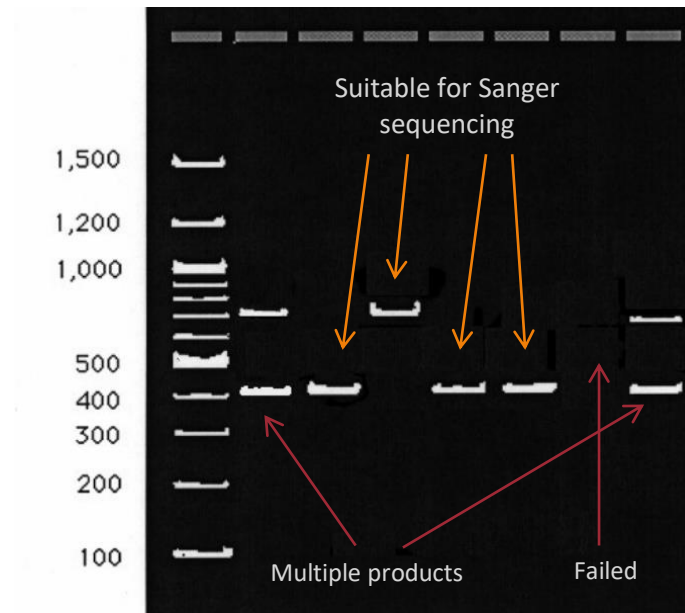 Suitable for Sanger
sequencing
1,500
1,200
1,000
500
400
300
200
100
Multiple products
Failed